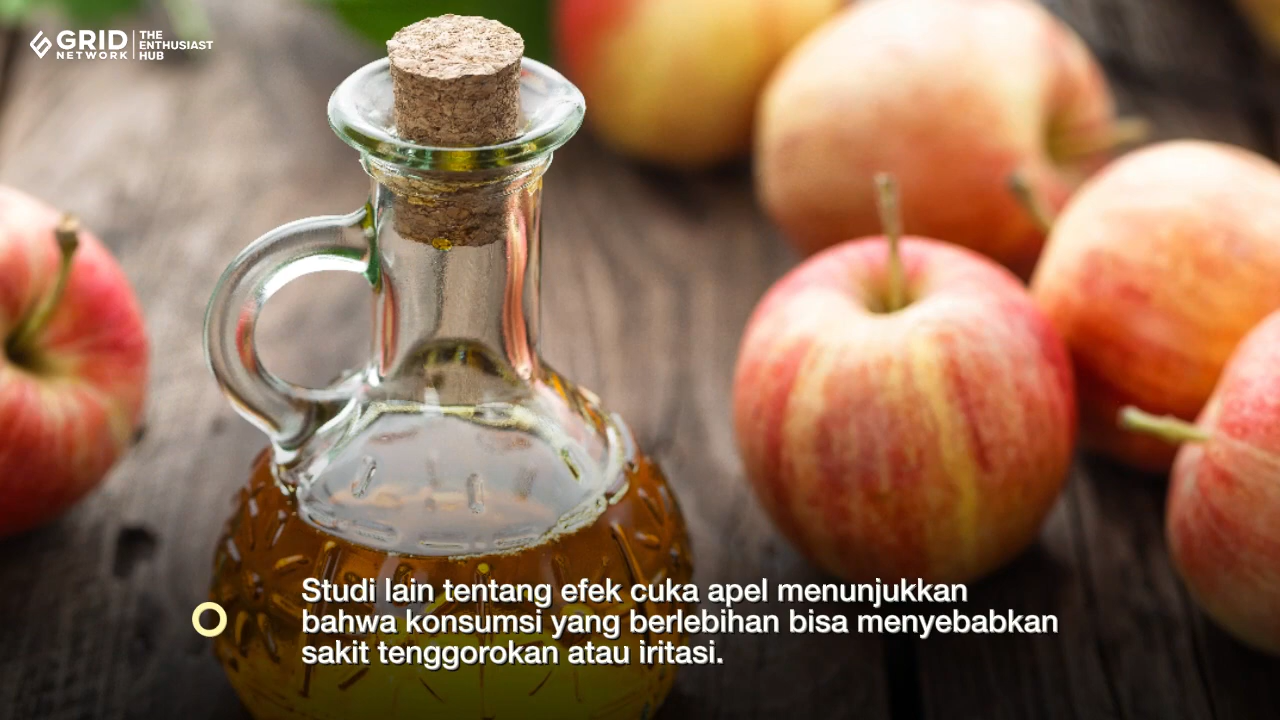 GRID
NETWORK
THE
ENTHUSIAST
HUB
Studi lain tentang efek cuka apel menunjukkan
bahwa konsumsi yang berlebihan bisa menyebabkan
sakit tenggorokan atau iritasi.